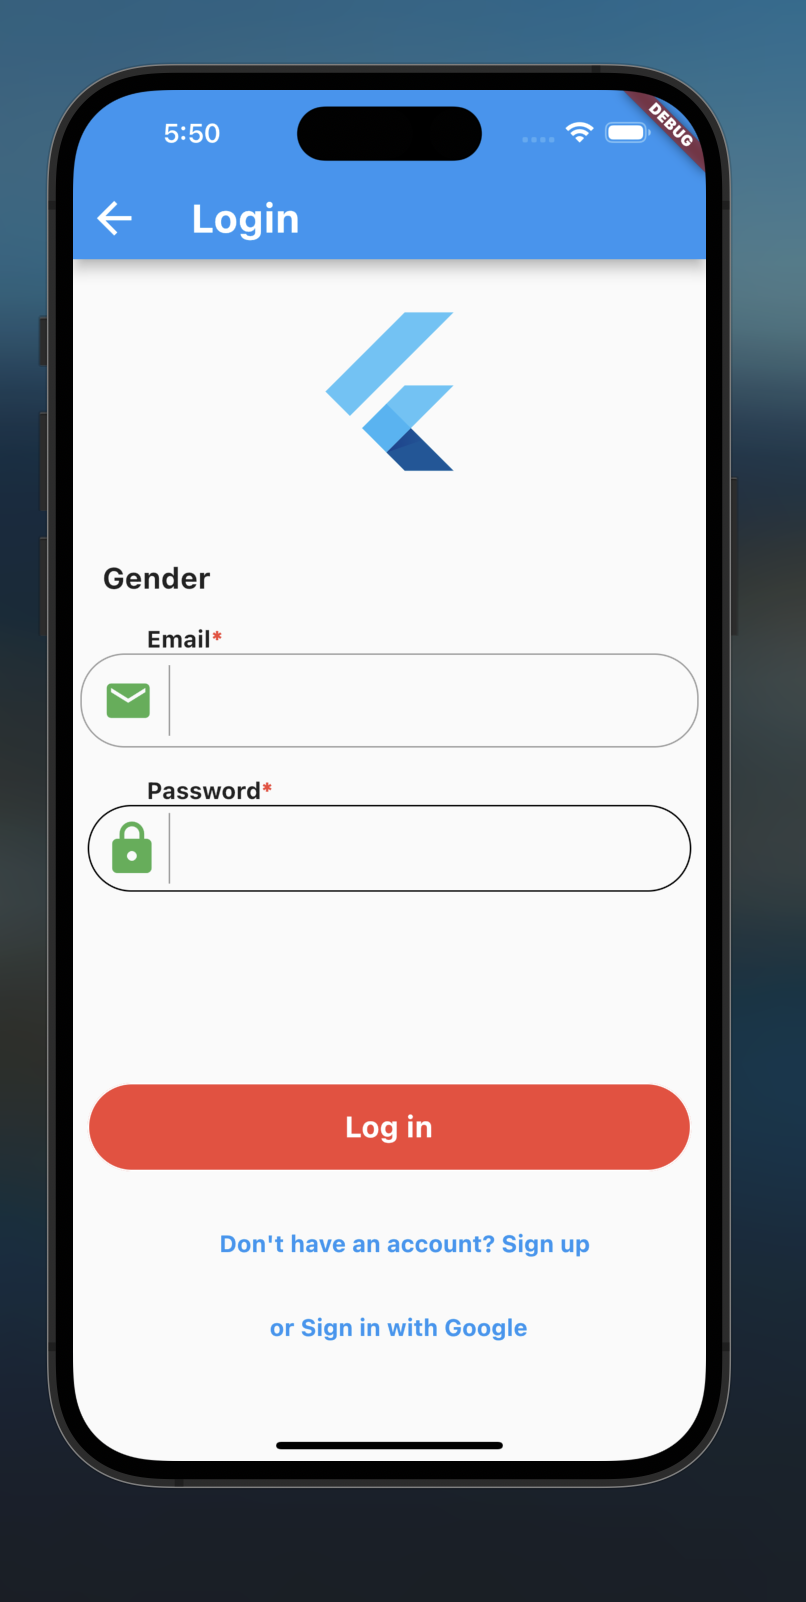 5:50
DEBUG
Login
Gender
Email*
Password*
Log in
Don't have an account? Sign up
or Sign in with Google